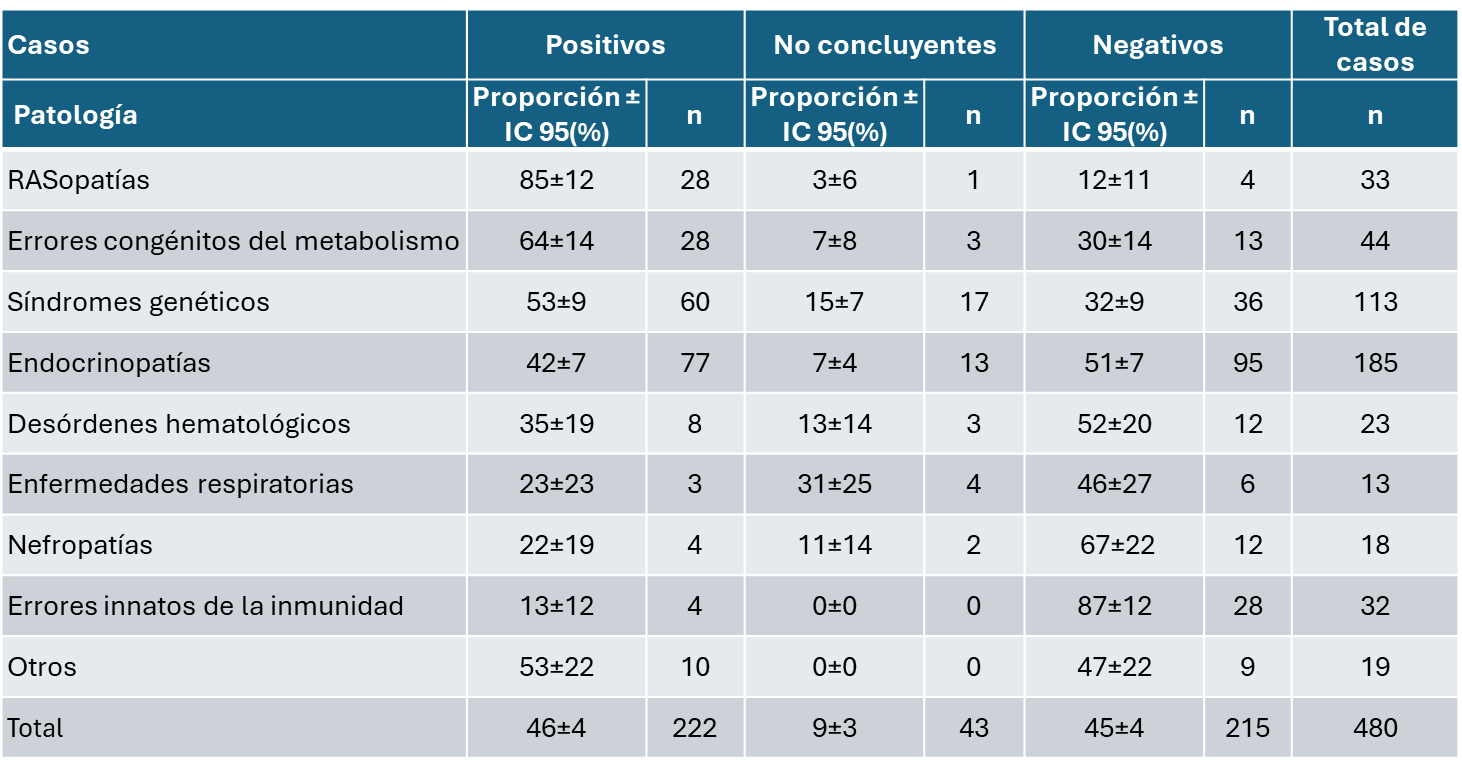 Casos Positivos No concluyentes Negativos Total de casos
Patología Proporción ± IC 95(%) n Proporción ± IC 95(%) n Proporción ± IC 95(%) n n
RASopatías 85±12 28 3±6 1 12±11 4 33
Errores congénitos del metabolismo 64±14 28 7±8 3 30±14 13 44
Síndromes genéticos 53±9 60 15±7 17 32±9 36 113
Endocrinopatías 42±7 77 7±4 13 51±7 95 185
Desórdenes hematológicos 35±19 8 13±14 3 52±20 12 23
Enfermedades respiratorias 23±23 3 31±25 4 46±27 6 13
Nefropatías 22±19 4 11±14 2 67±22 12 18
Errores innatos de la inmunidad 13±12 4 0±0 0 87±12 28 32
Otros 53±22 10 0±0 0 47±22 9 19
Total 46±4 222 9±3 43 45±4 215 480